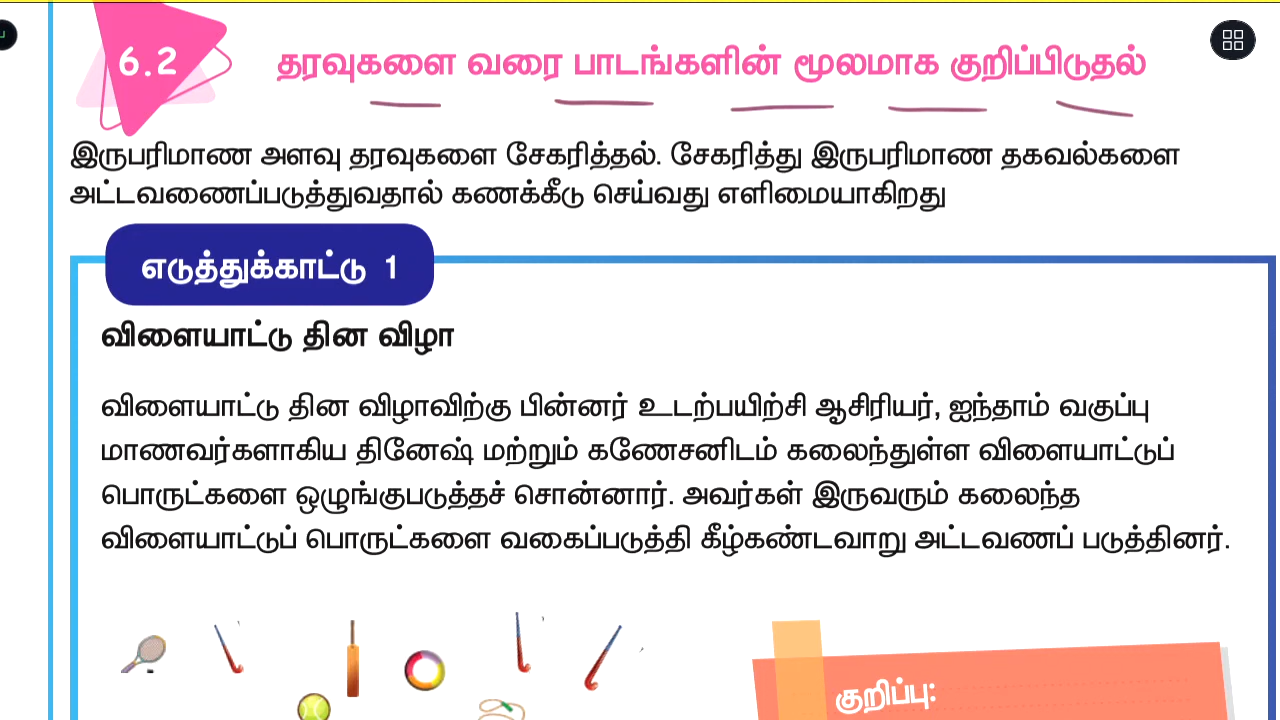 6.2
தரவுகளை வரை பாடங்களின் மூலமாக குறிப்பிடுதல்
இருபரிமாண அளவு தரவுகளை சேகரித்தல். சேகரித்து இருபரிமாண தகவல்களை
அட்டவணைப்படுத்துவதால் கணக்கீடு செய்வது எளிமையாகிறது
எடுத்துக்காட்டு 1
விளையாட்டு தின விழா
விளையாட்டு தின விழாவிற்கு பின்னர் உடற்பயிற்சி ஆசிரியர், ஐந்தாம் வகுப்பு
மாணவர்களாகிய தினேஷ் மற்றும் கணேசனிடம் கலைந்துள்ள விளையாட்டுப்
பொருட்களை ஒழுங்குபடுத்தச் சொன்னார். அவர்கள் இருவரும் கலைந்த
விளையாட்டுப் பொருட்களை வகைப்படுத்தி கீழ்கண்டவாறு அட்டவணப் படுத்தினர்.
குறிப்பு: